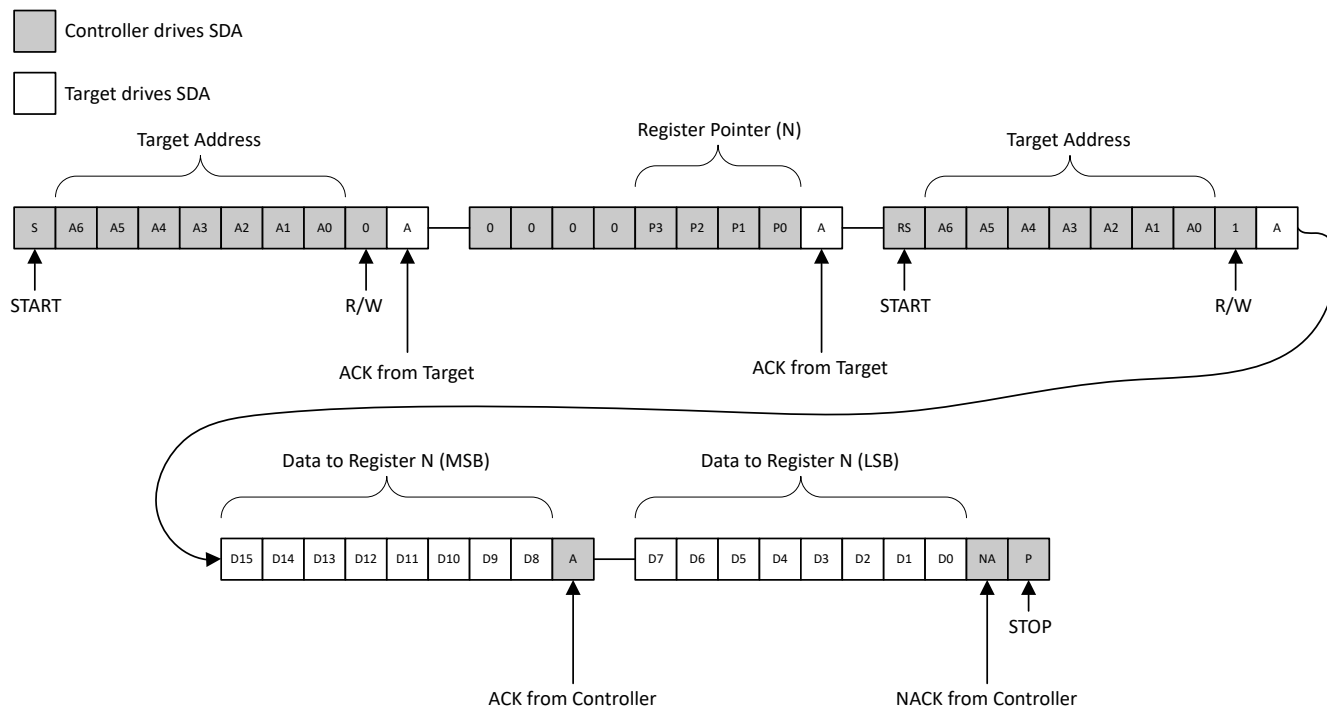 Controller drives SDA
Target drives SDA
Target Address
Register Pointer (N)
Target Address
S A6 A5 A4 A3 A2 A1 A0 0 A 0 0 0 0 P3 P2 P1 P0 A RS A6 A5 A4 A3 A2 A1 A0 1 A
START R/W START R/W
ACK from Target ACK from Target
Data to Register N (MSB) Data to Register N (LSB)
D15 D14 D13 D12 D11 D10 D9 D8 A D7 D6 D5 D4 D3 D2 D1 D0 NA P
STOP
ACK from Controller NACK from Controller